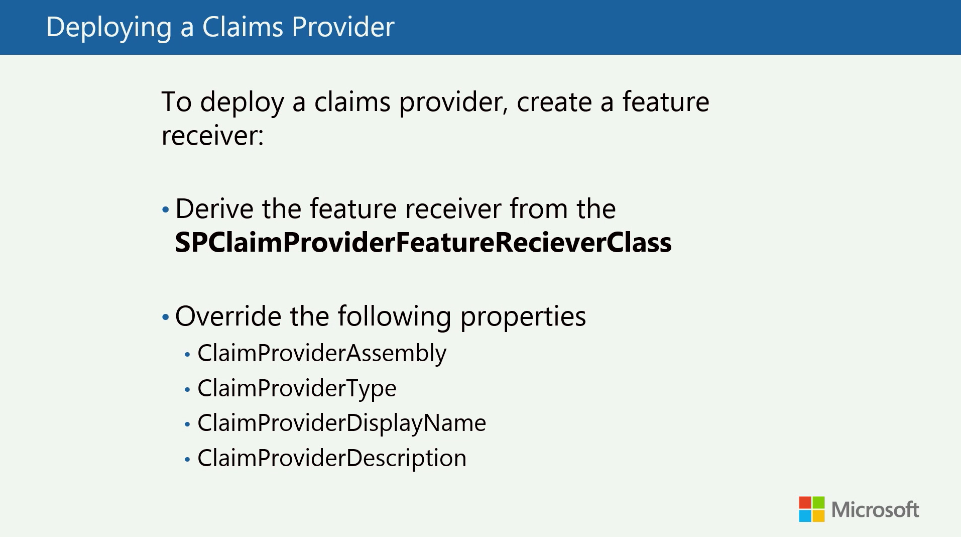 Deploying a Claims Provider
To deploy a claims provider, create a feature
receiver:
• Derive the feature receiver from the
SPClaimProviderFeatureRecieverClass
• Override the following properties
• ClaimProviderAssembly
• ClaimProviderType
• ClaimProviderDisplayName
• ClaimProviderDescription
Microsoft